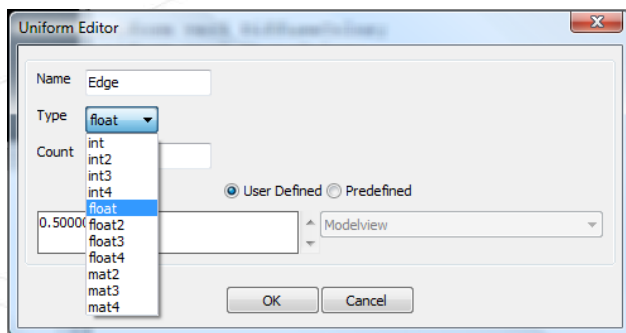 Uniform Editor
Name Edge
Type float
int
Count int2
int3
int4
User Defined Predefined
float
0.5000
float2 Modelview
float3
float4
mat2
mat3
mat4
OK Cancel